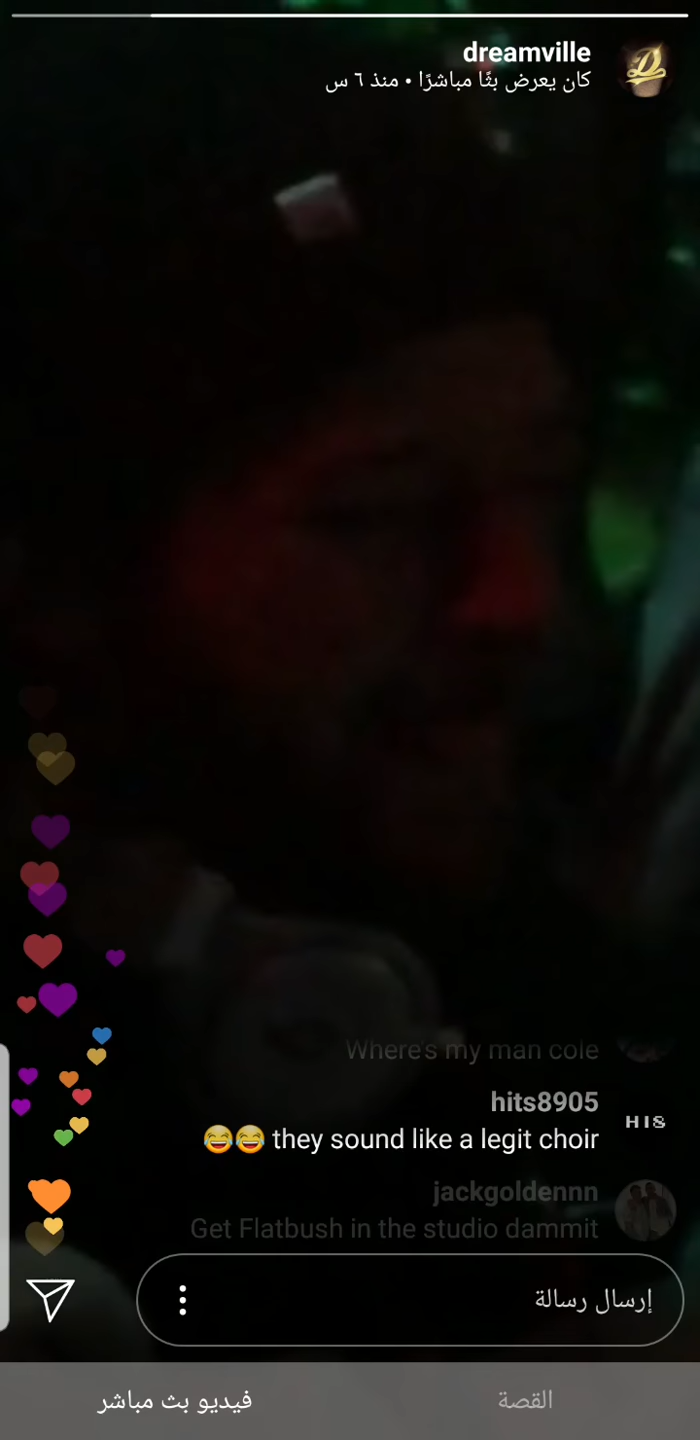 dreamville
كان يعرض بثًا مباشرًا • منذ ٦ س
Where's my man cole
hits8905
HIS
😂😂 they sound like a legit choir
jackgoldennn
Get Flatbush in the studio dammit
إرسال رسالة
القصة
فيديو بث مباشر